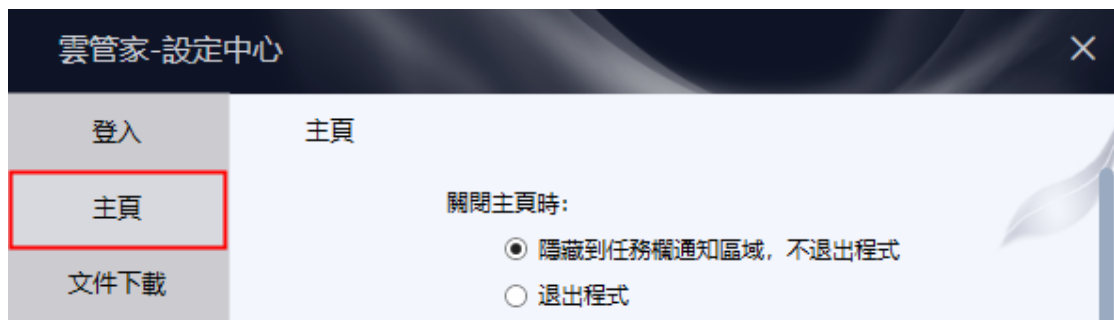 雲管家-設定中心
登入
主頁
主頁
關閉主頁時:
隱藏到任務欄通知區域, 不退出程式
退出程式
文件下載